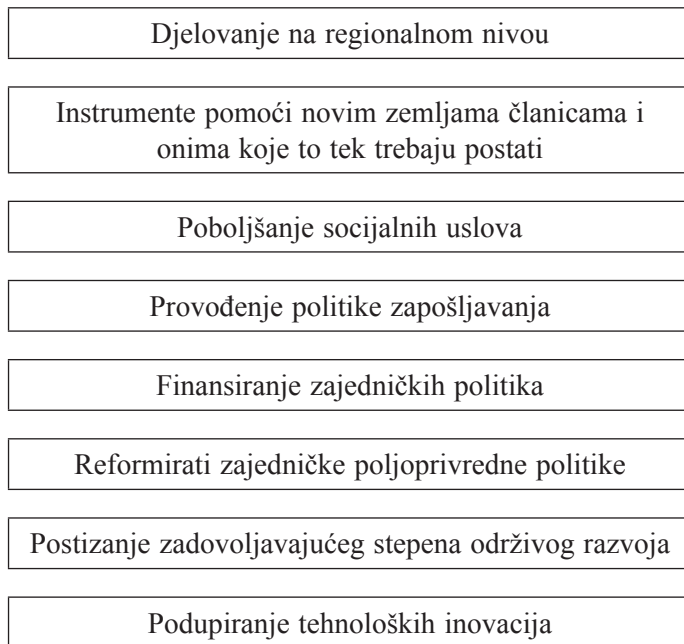 Djelovanje na regionalnom nivou
Instrumente pomoći novim zemljama članicama i
onima koje to tek trebaju postati
Poboljšanje socijalnih uslova
Provođenje politike zapošljavanja
Finansiranje zajedničkih politika
Reformirati zajedničke poljoprivredne politike
Postizanje zadovoljavajućeg stepena održivog razvoja
Podupiranje tehnoloških inovacija